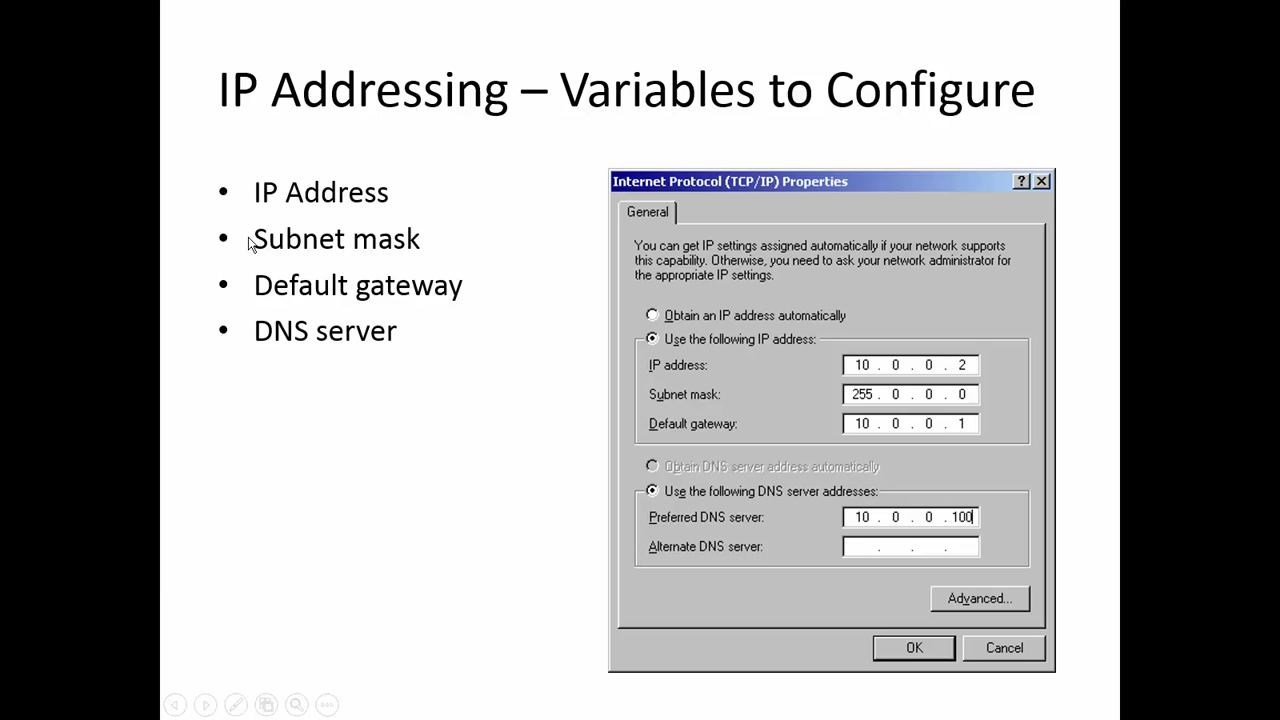 IP Addressing – Variables to Configure
• IP Address
• Subnet mask
• Default gateway
• DNS server
Internet Protocol (TCP/IP) Properties
General
You can get IP settings assigned automatically if your network supports
this capability. Otherwise, you need to ask your network administrator for
the appropriate IP settings.
Obtain an IP address automatically
Use the following IP address:
IP address: 10 . 0 . 0 . 2
Subnet mask: 255 . 0 . 0 . 0
Default gateway: 10 . 0 . 0 . 1
Obtain DNS server address automatically
Use the following DNS server addresses:
Preferred DNS server: 10 . 0 . 0 . 100
Alternate DNS server: . . .
Advanced...
OK Cancel